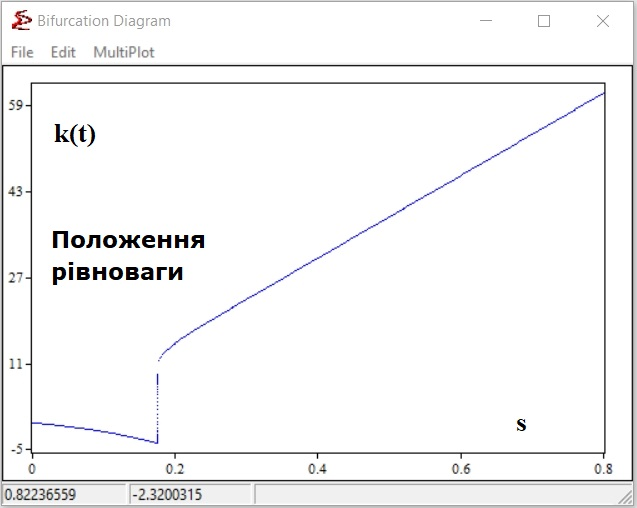 Bifurcation Diagram
File Edit MultiPlot
59
k(t)
43
Положення
рівноваги
27
11
s
-5
0 0.2 0.4 0.6 0.8
0.82236559 -2.3200315